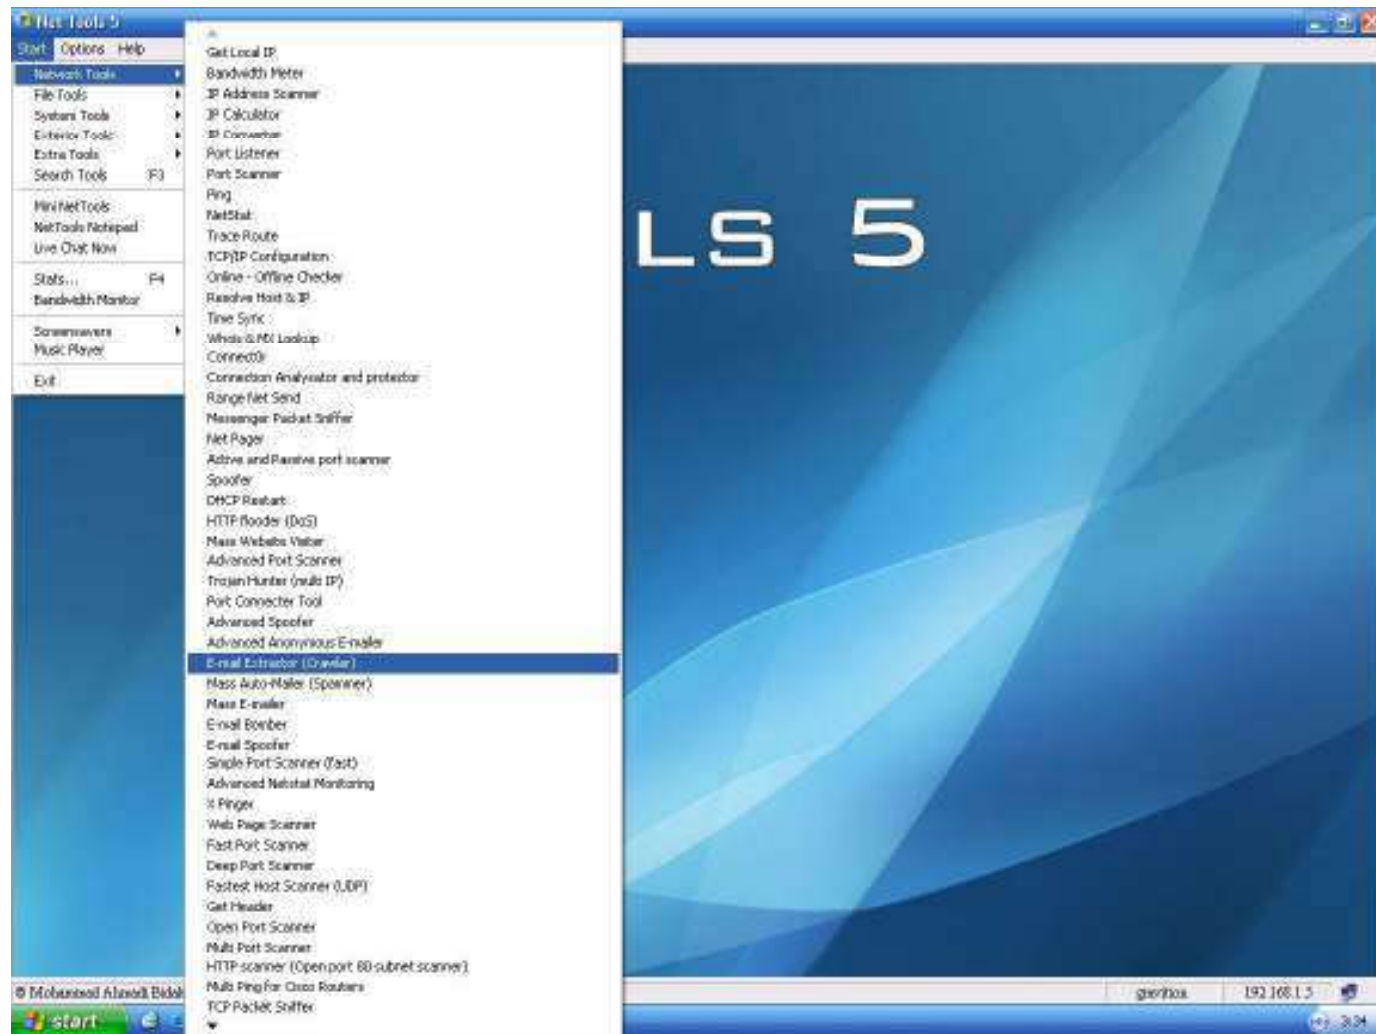 Net Tools 5
Start Options Help
Network Tools
File Tools
System Tools
Exterior Tools
Extra Tools
Search Tools F3
Mini NetTools
NetTools Notepad
Live Chat Now
Stats... F4
Bandwidth Monitor
Screensavers
Music Player
Exit
Get Local IP
Bandwidth Meter
IP Address Scanner
IP Calculator
IP Converter
Port Listener
Port Scanner
Ping
NetStat
Trace Route
TCP/IP Configuration
Online - Offline Checker
Resolve Host & IP
Time Sync
Whois & MX Lookup
Connect0r
Connection Analysator and protector
Range Net Send
Messenger Packet Sniffer
Net Pager
Active and Passive port scanner
Spoofer
DHCP Restart
HTTP flooder (DoS)
Mass Website Visiter
Advanced Port Scanner
Trojan Hunter (multi IP)
Port Connecter Tool
Advanced Spoofer
Advanced Anonymous E-mailer
E-mail Extractor (Crawler)
Mass Auto-Mailer (Spammer)
Mass E-mailer
E-mail Bomber
E-mail Spoofer
Simple Port Scanner (fast)
Advanced Netstat Monitoring
X Pinger
Web Page Scanner
Fast Port Scanner
Deep Port Scanner
Fastest Host Scanner (UDP)
Get Header
Open Port Scanner
Multi Port Scanner
HTTP scanner (Open port 80 subnet scanner)
Multi Ping for Cisco Routers
TCP Packet Sniffer
LS 5
© Mohammad Ahmadi Bidak
192.168.1.5
start
3:34